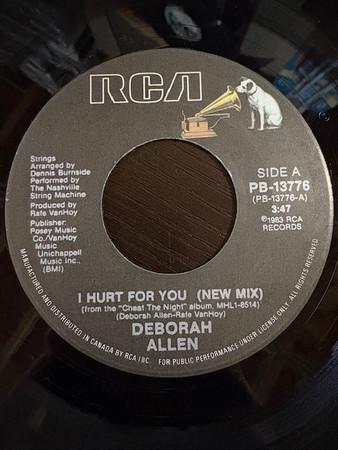 RCA
Strings
Arranged by
Dennis Burnside
Performed by
The Nashville
String Machine
Produced by
Rafe VanHoy
Publisher:
Posey Music
Co./VanHoy
Music
Unichappell
Music Inc.,
(BMI)
SIDE A
PB-13776
(PB-13776-A)
3:47
℗1983 RCA
RECORDS
I HURT FOR YOU (NEW MIX)
(from the "Cheat The Night" album, MHL1-8514)
(Deborah Allen-Rafe VanHoy)
DEBORAH
ALLEN
MANUFACTURED AND DISTRIBUTED IN CANADA BY RCA INC. FOR PUBLIC PERFORMANCE UNDER LICENSE ONLY. ALL RIGHTS RESERVED.